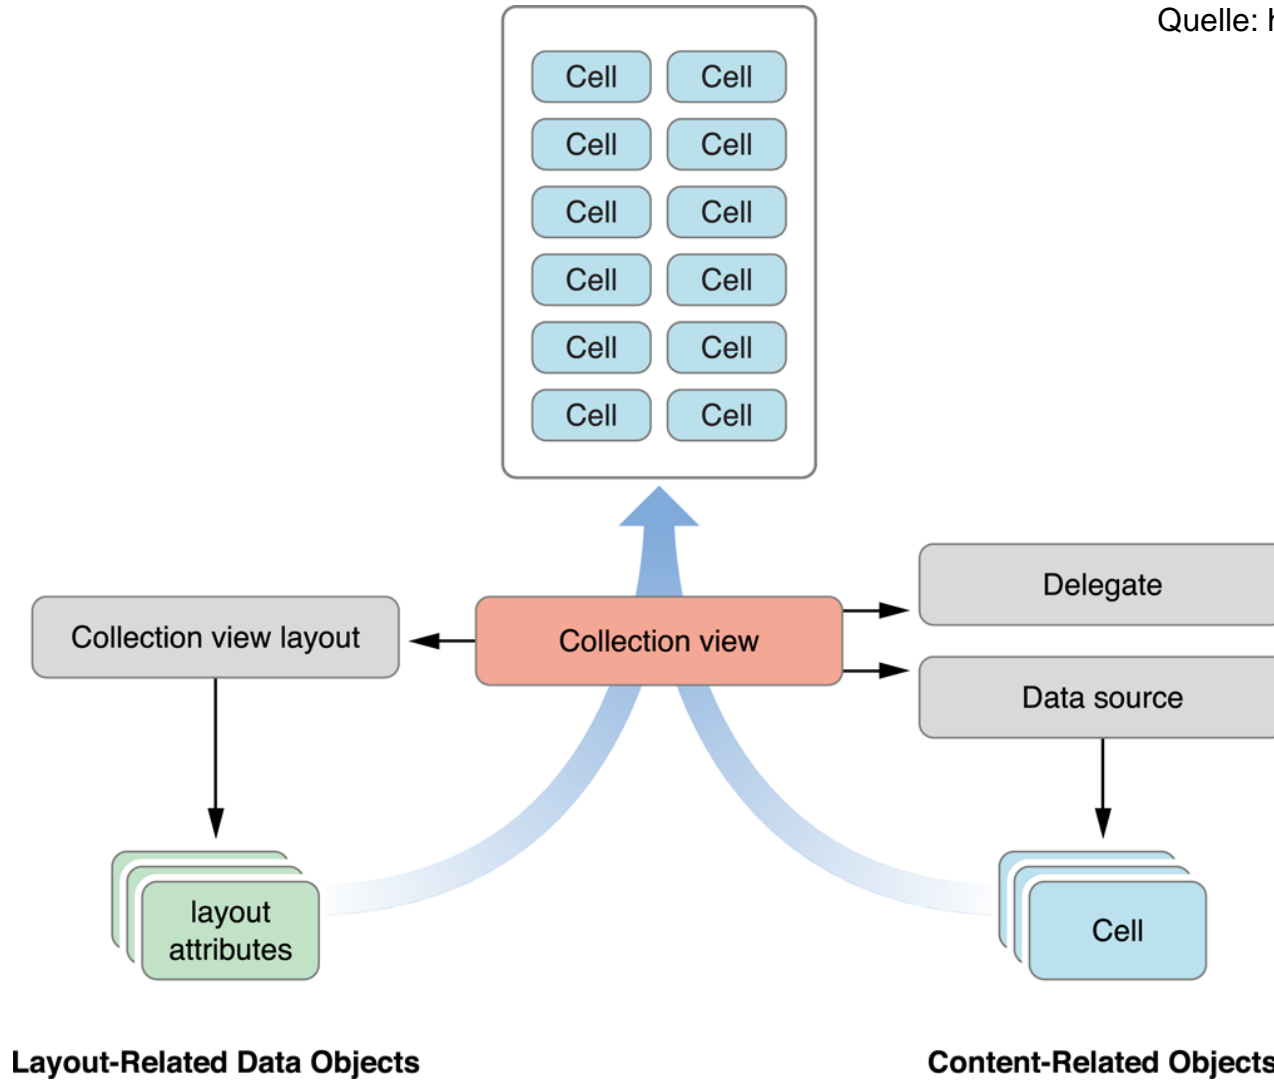 Quelle: h
Cell Cell
Cell Cell
Cell Cell
Cell Cell
Cell Cell
Cell Cell
Delegate
Collection view layout
Collection view
Data source
layout
attributes
Cell
Layout-Related Data Objects
Content-Related Objects